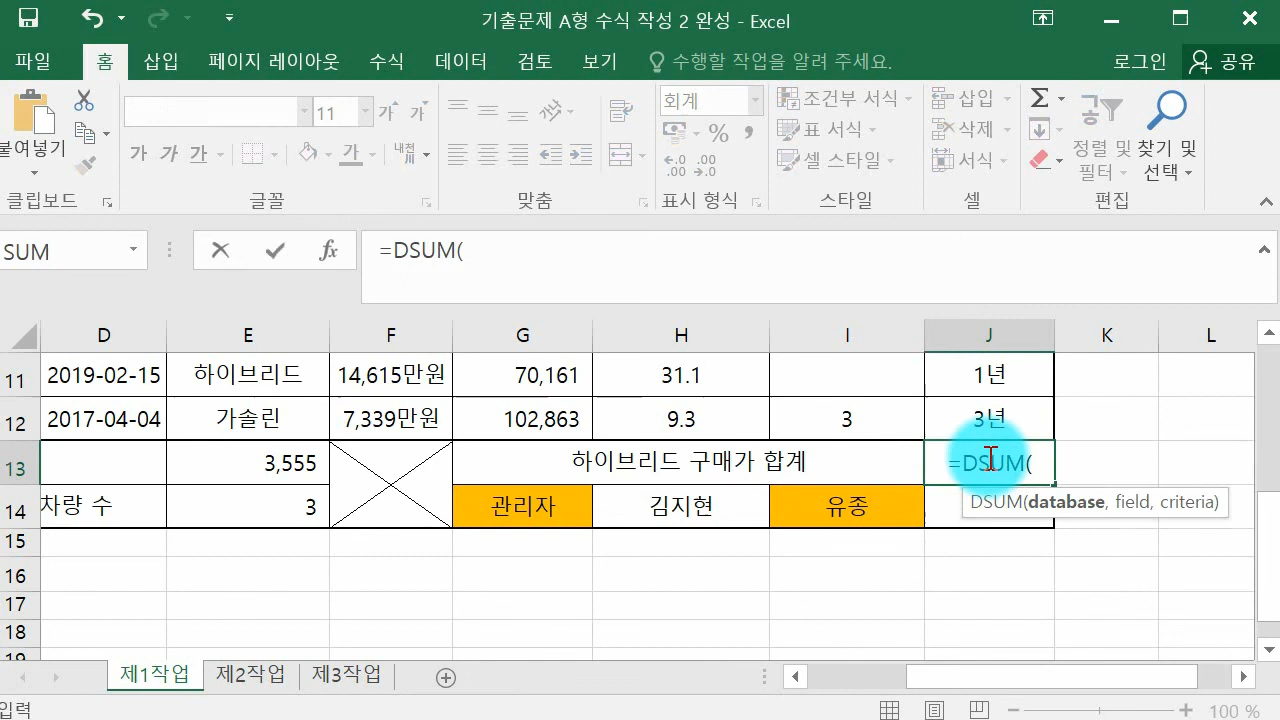 기출문제 A형 수식 작성 2 완성 - Excel
파일 홈 삽입 페이지 레이아웃 수식 데이터 검토 보기 수행할 작업을 알려 주세요. 로그인 공유
붙여넣기 11 가 가 회계 조건부 서식 삽입
가 가 가 가 내천 % 표 서식 삭제 정렬 및 필터 찾기 및 선택
셀 스타일 서식
클립보드 글꼴 맞춤 표시 형식 스타일 셀 편집
SUM fx =DSUM(
D E F G H I J K L
11 2019-02-15 하이브리드 14,615만원 70,161 31.1 1년
12 2017-04-04 가솔린 7,339만원 102,863 9.3 3 3년
13 3,555 하이브리드 구매가 합계 =DSUM(
14 차량 수 3 관리자 김지현 유종
DSUM(database, field, criteria)
15
16
17
18
19
제1작업 제2작업 제3작업
입력 100 %